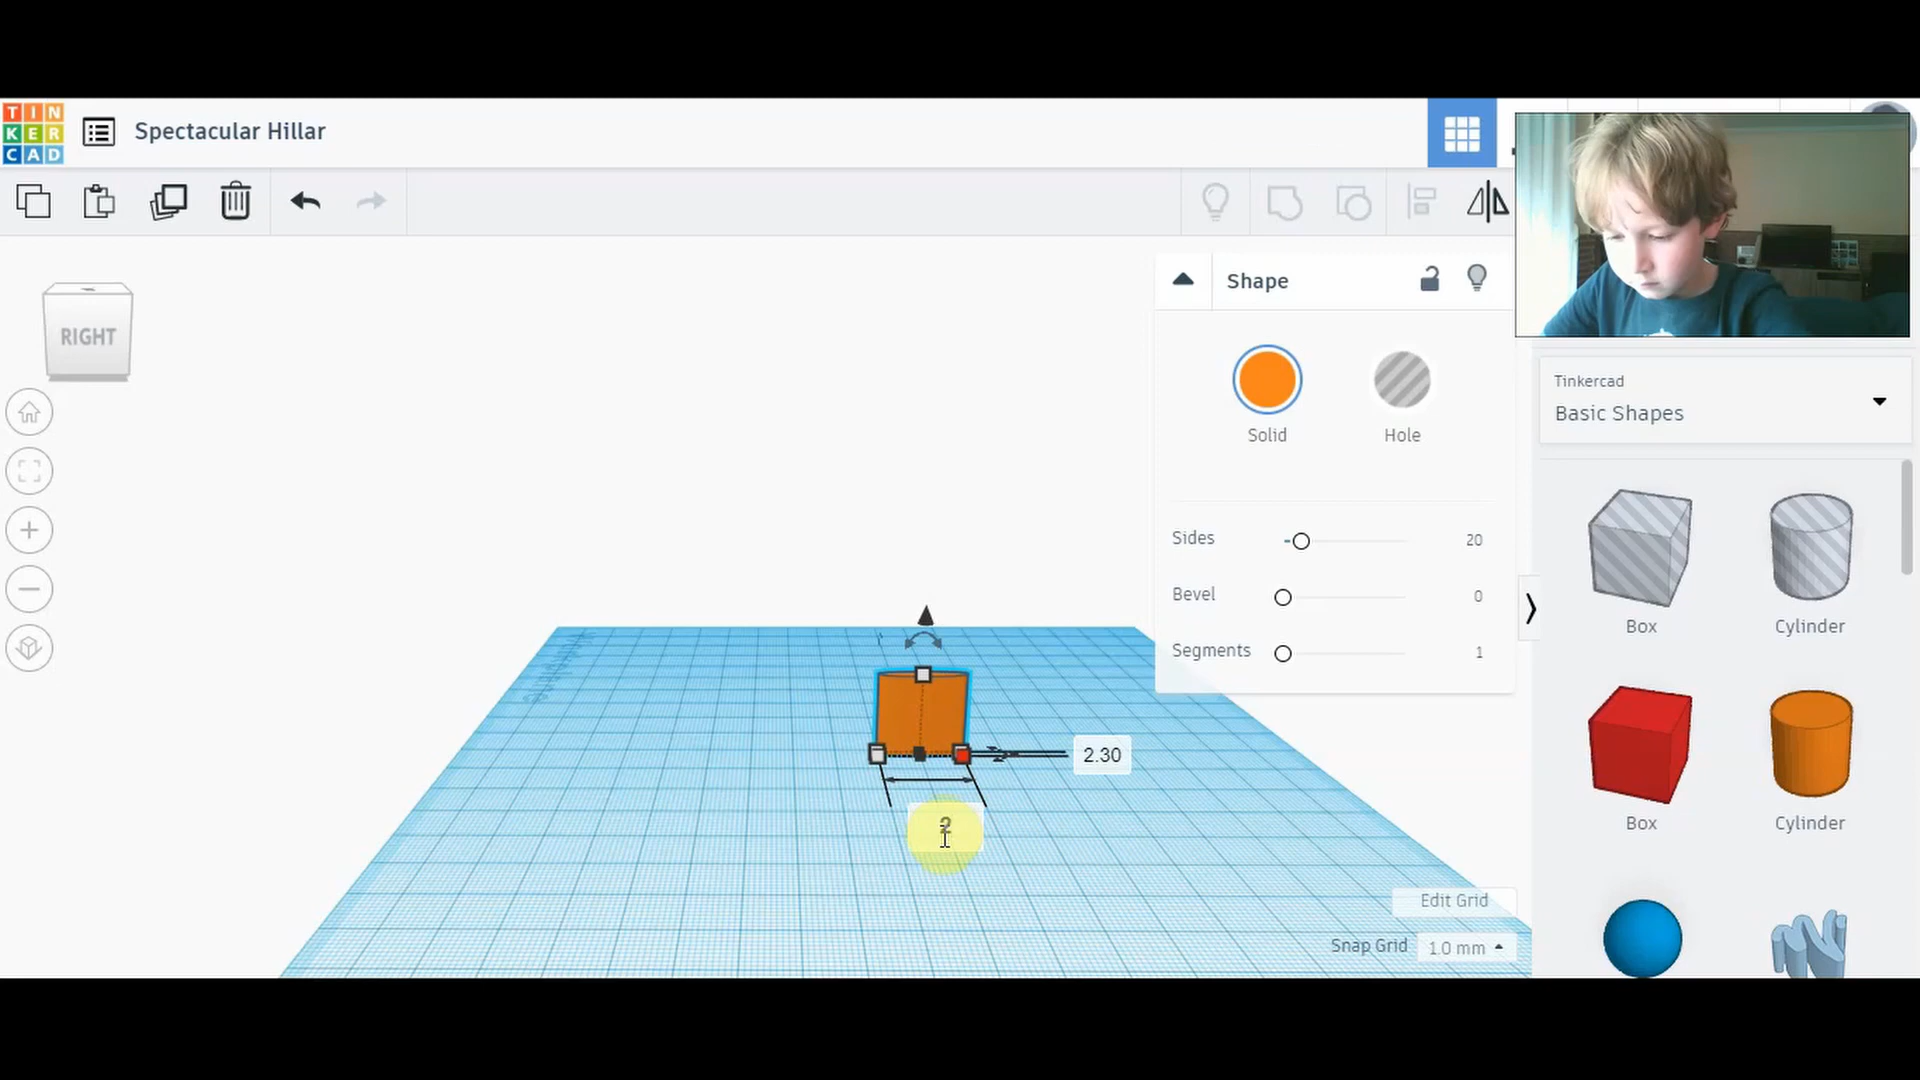 TIN
KER
CAD
Spectacular Hillar
RIGHT
Shape
Solid
Hole
Sides 20
Bevel 0
Segments 1
Tinkercad
Basic Shapes
Box
Cylinder
Box
Cylinder
2.30
2
Edit Grid
Snap Grid 1.0 mm